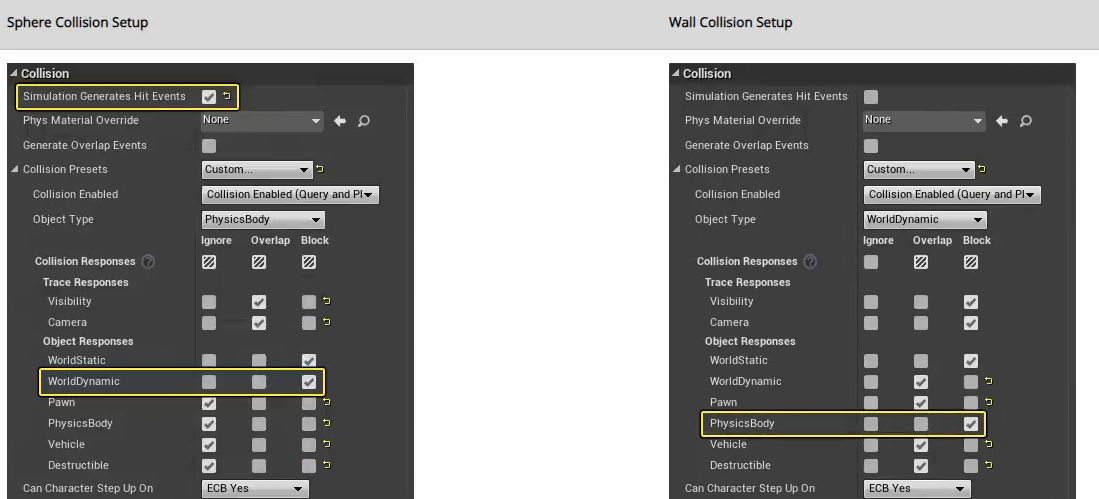 Sphere Collision Setup
Wall Collision Setup
Collision
Simulation Generates Hit Events
Phys Material Override None
Generate Overlap Events
Collision Presets Custom...
Collision Enabled Collision Enabled (Query and Pl
Object Type PhysicsBody
Ignore Overlap Block
Collision Responses ?
Trace Responses
Visibility
Camera
Object Responses
WorldStatic
WorldDynamic
Pawn
PhysicsBody
Vehicle
Destructible
Can Character Step Up On ECB Yes
Collision
Simulation Generates Hit Events
Phys Material Override None
Generate Overlap Events
Collision Presets Custom...
Collision Enabled Collision Enabled (Query and Pl
Object Type WorldDynamic
Ignore Overlap Block
Collision Responses ?
Trace Responses
Visibility
Camera
Object Responses
WorldStatic
WorldDynamic
Pawn
PhysicsBody
Vehicle
Destructible
Can Character Step Up On ECB Yes